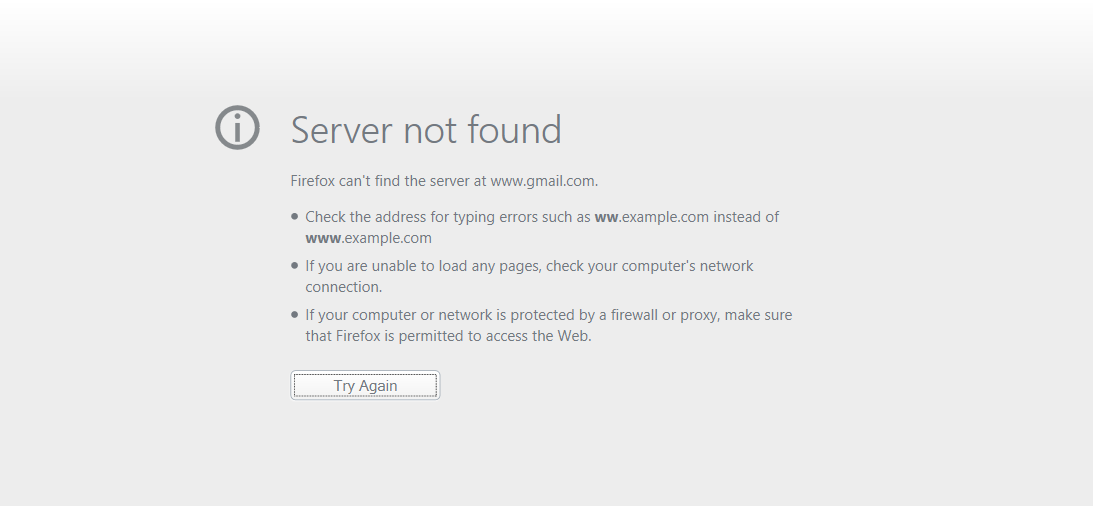 Server not found
Firefox can't find the server at www.gmail.com.
• Check the address for typing errors such as ww.example.com instead of
www.example.com
• If you are unable to load any pages, check your computer's network
connection.
• If your computer or network is protected by a firewall or proxy, make sure
that Firefox is permitted to access the Web.
Try Again